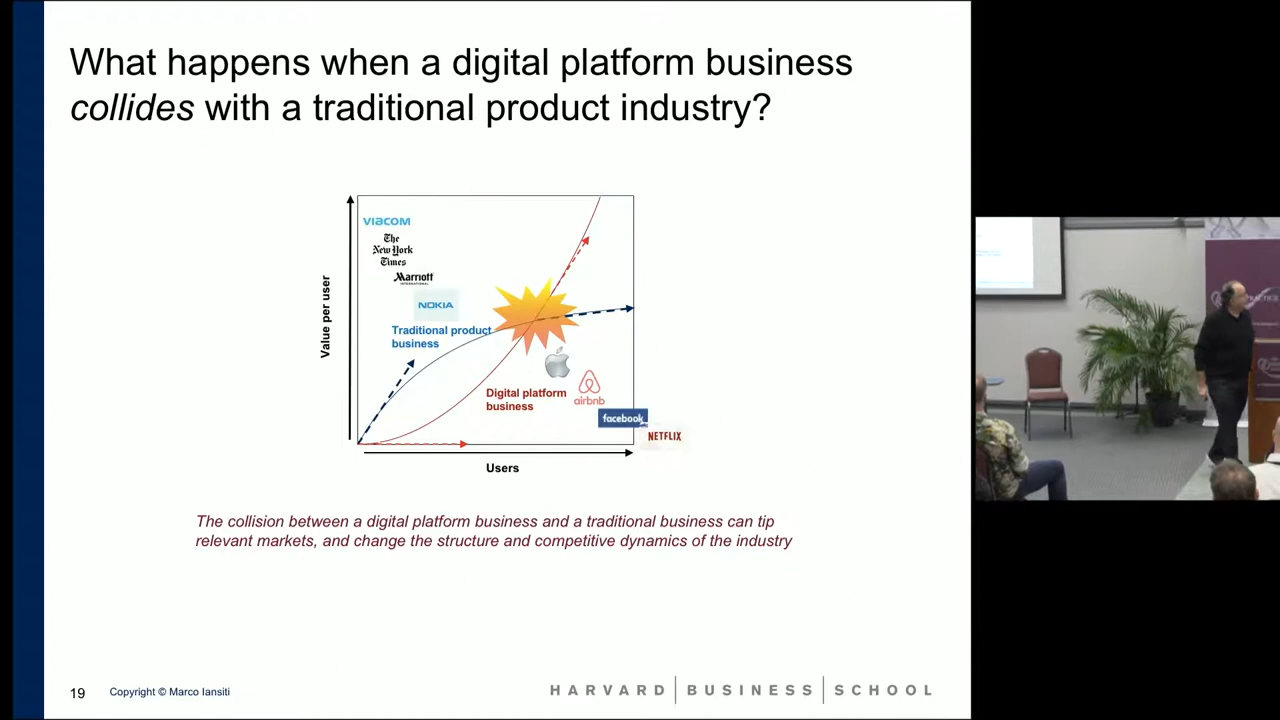 What happens when a digital platform business
collides with a traditional product industry?
Value per user
VIACOM
The
New York
Times
Marriott
INTERNATIONAL
NOKIA
Traditional product
business
Digital platform
business
airbnb
facebook
NETFLIX
Users
The collision between a digital platform business and a traditional business can tip
relevant markets, and change the structure and competitive dynamics of the industry
19
Copyright © Marco Iansiti
HARVARD | BUSINESS | SCHOOL